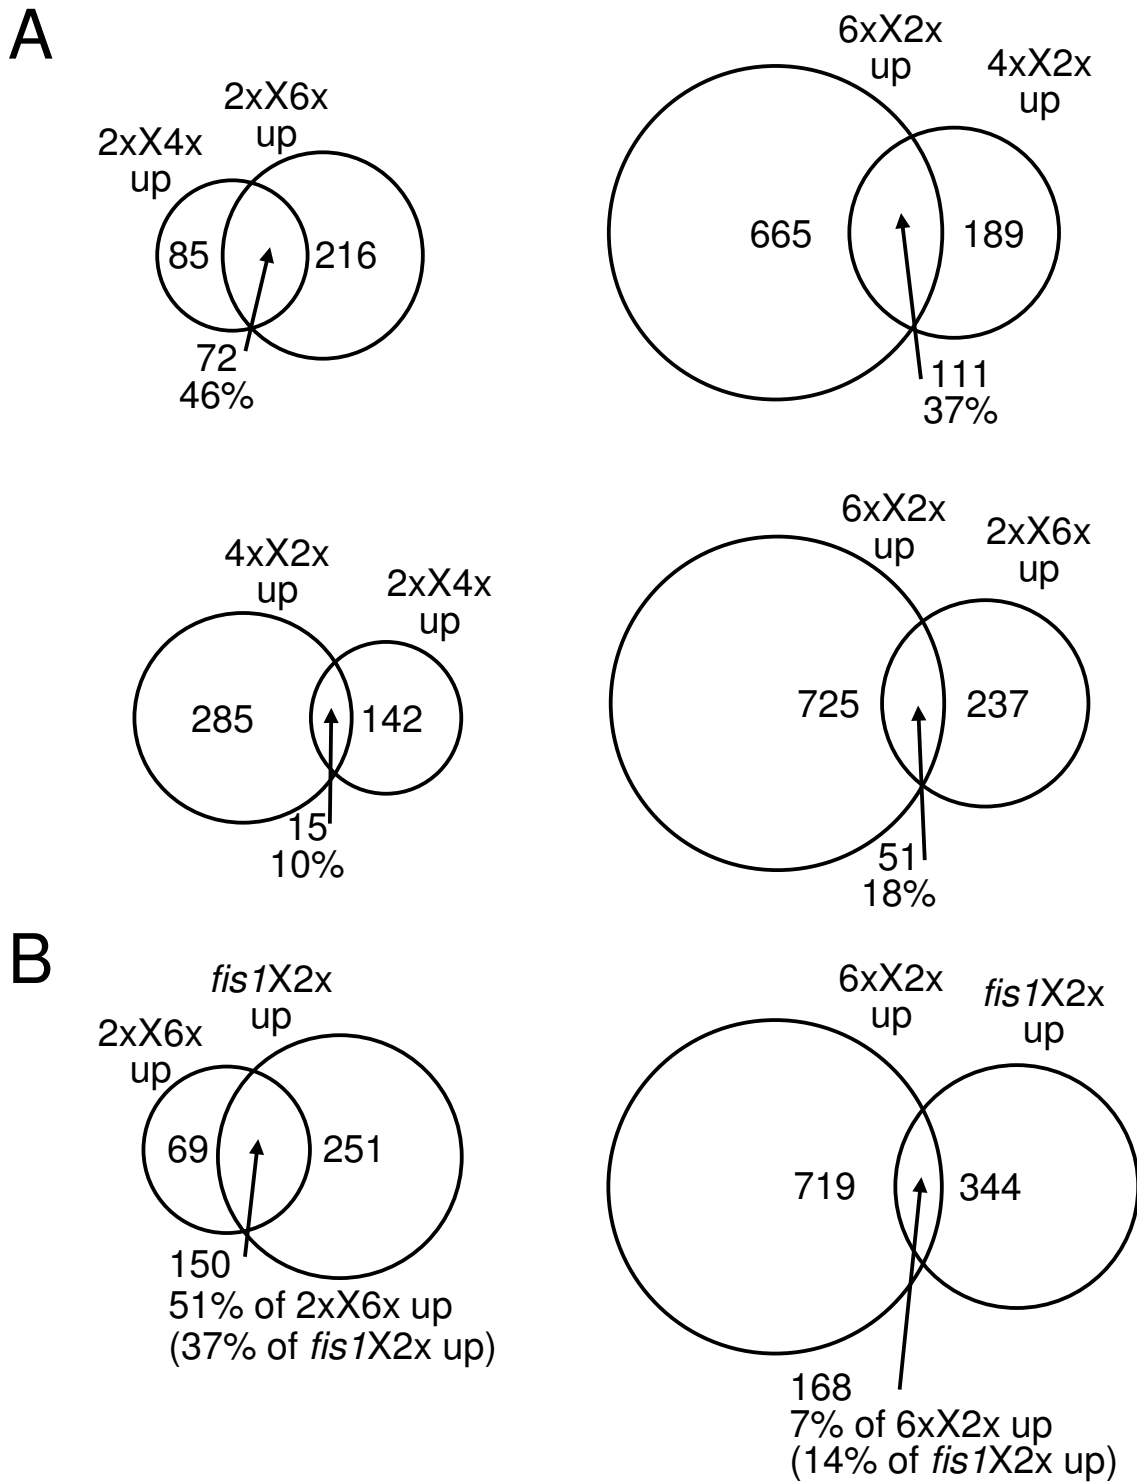 A
2xX4x
up
2xX6x
up
85
216
72
46%
6xX2x
up
4xX2x
up
665
189
111
37%
4xX2x
up
2xX4x
up
285
142
15
10%
6xX2x
up
2xX6x
up
725
237
51
18%
B
2xX6x
up
fis1X2x
up
69
251
150
51% of 2xX6x up
(37% of fis1X2x up)
6xX2x
up
fis1X2x
up
719
344
168
7% of 6xX2x up
(14% of fis1X2x up)